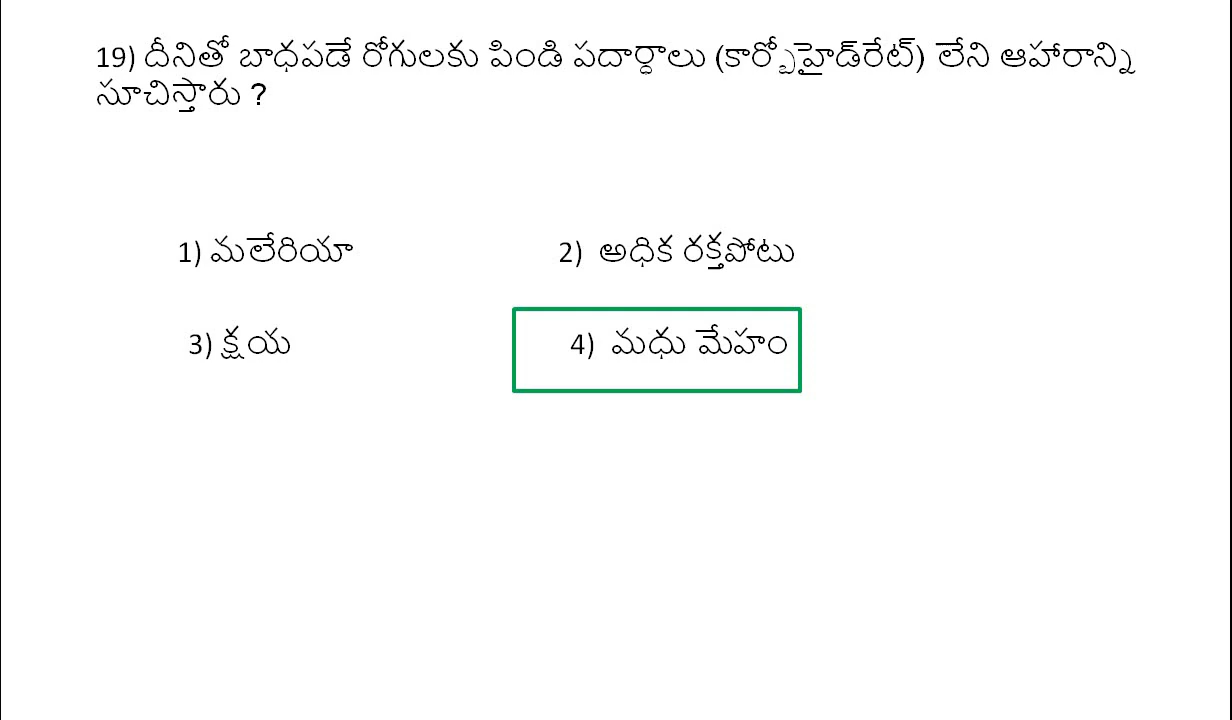 19) దీనితో బాధపడే రోగులకు పిండి పదార్ధాలు (కార్బోహైడ్‌రేట్) లేని ఆహారాన్ని
సూచిస్తారు ?
1) మలేరియా 2) అధిక రక్తపోటు
3) క్షయ 4) మధు మేహం